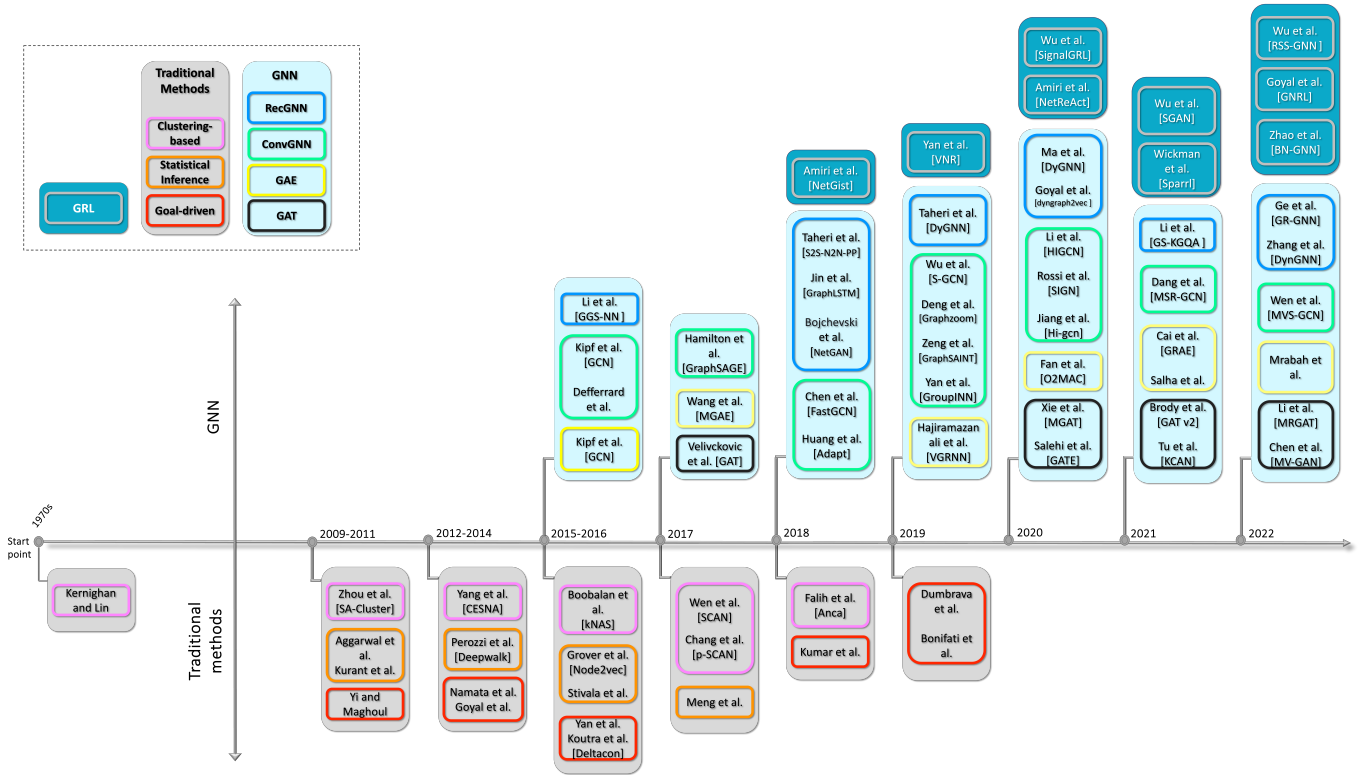 Traditional
Methods
Clustering-
based
Statistical
Inference
Goal-driven
GNN
RecGNN
ConvGNN
GAE
GAT
GRL
GNN
Traditional
methods
Start
point
1970s
Kernighan
and Lin
2009-2011
Zhou et al.
[SA-Cluster]
Aggarwal et
al.
Kurant et al.
Yi and
Maghoul
2012-2014
Yang et al.
[CESNA]
Perozzi et al.
[Deepwalk]
Namata et al.
Goyal et al.
2015-2016
Li et al.
[GGS-NN ]
Kipf et al.
[GCN]
Defferrard
et al.
Kipf et al.
[GCN]
Boobalan et
al.
[kNAS]
Grover et al.
[Node2vec]
Stivala et al.
Yan et al.
Koutra et al.
[Deltacon]
2017
Hamilton et
al.
[GraphSAGE]
Wang et al.
[MGAE]
Velivckovic
et al. [GAT]
Wen et al.
[SCAN]
Chang et al.
[p-SCAN]
Meng et al.
2018
Amiri et al.
[NetGist]
Taheri et al.
[S2S-N2N-PP]
Jin et al.
[GraphLSTM]
Bojchevski
et al.
[NetGAN]
Chen et al.
[FastGCN]
Huang et al.
[Adapt]
Falih et al.
[Anca]
Kumar et al.
2019
Yan et al.
[VNR]
Taheri et al.
[DyGNN]
Wu et al.
[S-GCN]
Deng et al.
[Graphzoom]
Zeng et al.
[GraphSAINT]
Yan et al.
[GroupINN]
Hajiramazan
ali et al.
[VGRNN]
Dumbrava
et al.
Bonifati et
al.
2020
Wu et al.
[SignalGRL]
Amiri et al.
[NetReAct]
Ma et al.
[DyGNN]
Goyal et al.
[dyngraph2vec ]
Li et al.
[HIGCN]
Rossi et al.
[SIGN]
Jiang et al.
[Hi-gcn]
Fan et al.
[O2MAC]
Xie et al.
[MGAT]
Salehi et al.
[GATE]
2021
Wu et al.
[SGAN]
Wickman
et al.
[Sparrl]
Li et al.
[GS-KGQA ]
Dang et al.
[MSR-GCN]
Cai et al.
[GRAE]
Salha et al.
Brody et al.
[GAT v2]
Tu et al.
[KCAN]
2022
Wu et al.
[RSS-GNN ]
Goyal et al.
[GNRL]
Zhao et al.
[BN-GNN]
Ge et al.
[GR-GNN]
Zhang et al.
[DynGNN]
Wen et al.
[MVS-GCN]
Mrabah et
al.
Li et al.
[MRGAT]
Chen et al.
[MV-GAN]